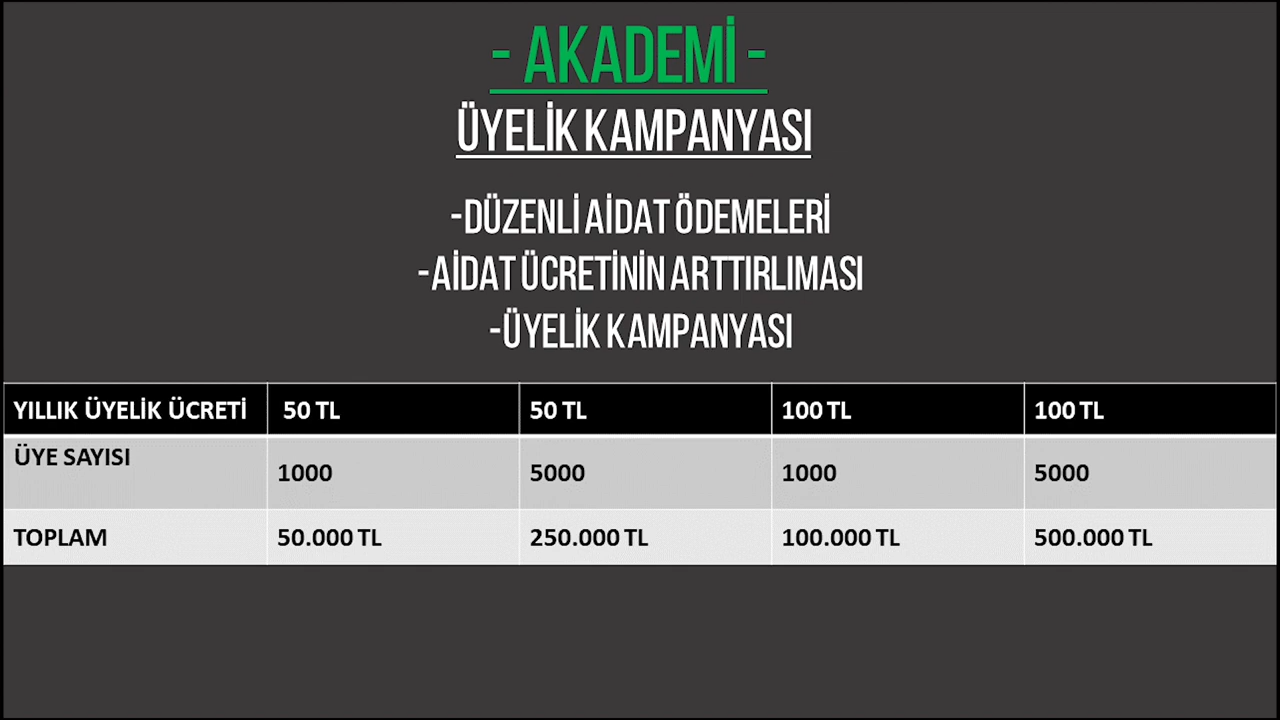 - AKADEMİ -
ÜYELİK KAMPANYASI
-DÜZENLİ AİDAT ÖDEMELERİ
-AİDAT ÜCRETİNİN ARTTIRLIMASI
-ÜYELİK KAMPANYASI
YILLIK ÜYELİK ÜCRETİ 50 TL 50 TL 100 TL 100 TL
ÜYE SAYISI 1000 5000 1000 5000
TOPLAM 50.000 TL 250.000 TL 100.000 TL 500.000 TL